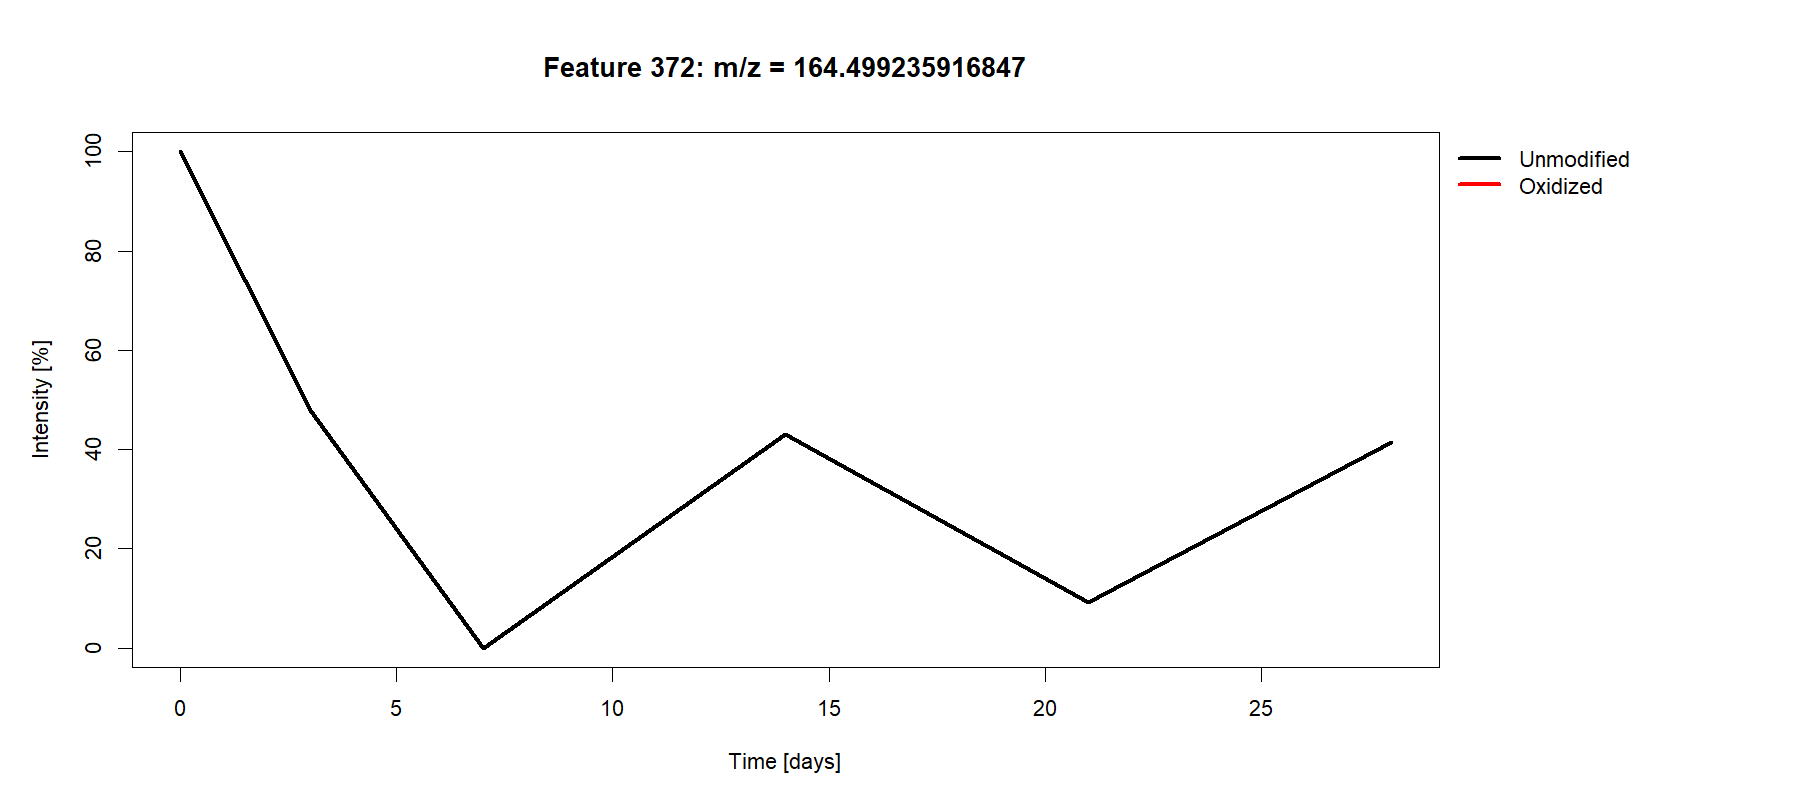 Feature 372: m/z = 164.499235916847
Unmodified
Oxidized
Intensity [%]
100
80
60
40
20
0
0 5 10 15 20 25
Time [days]